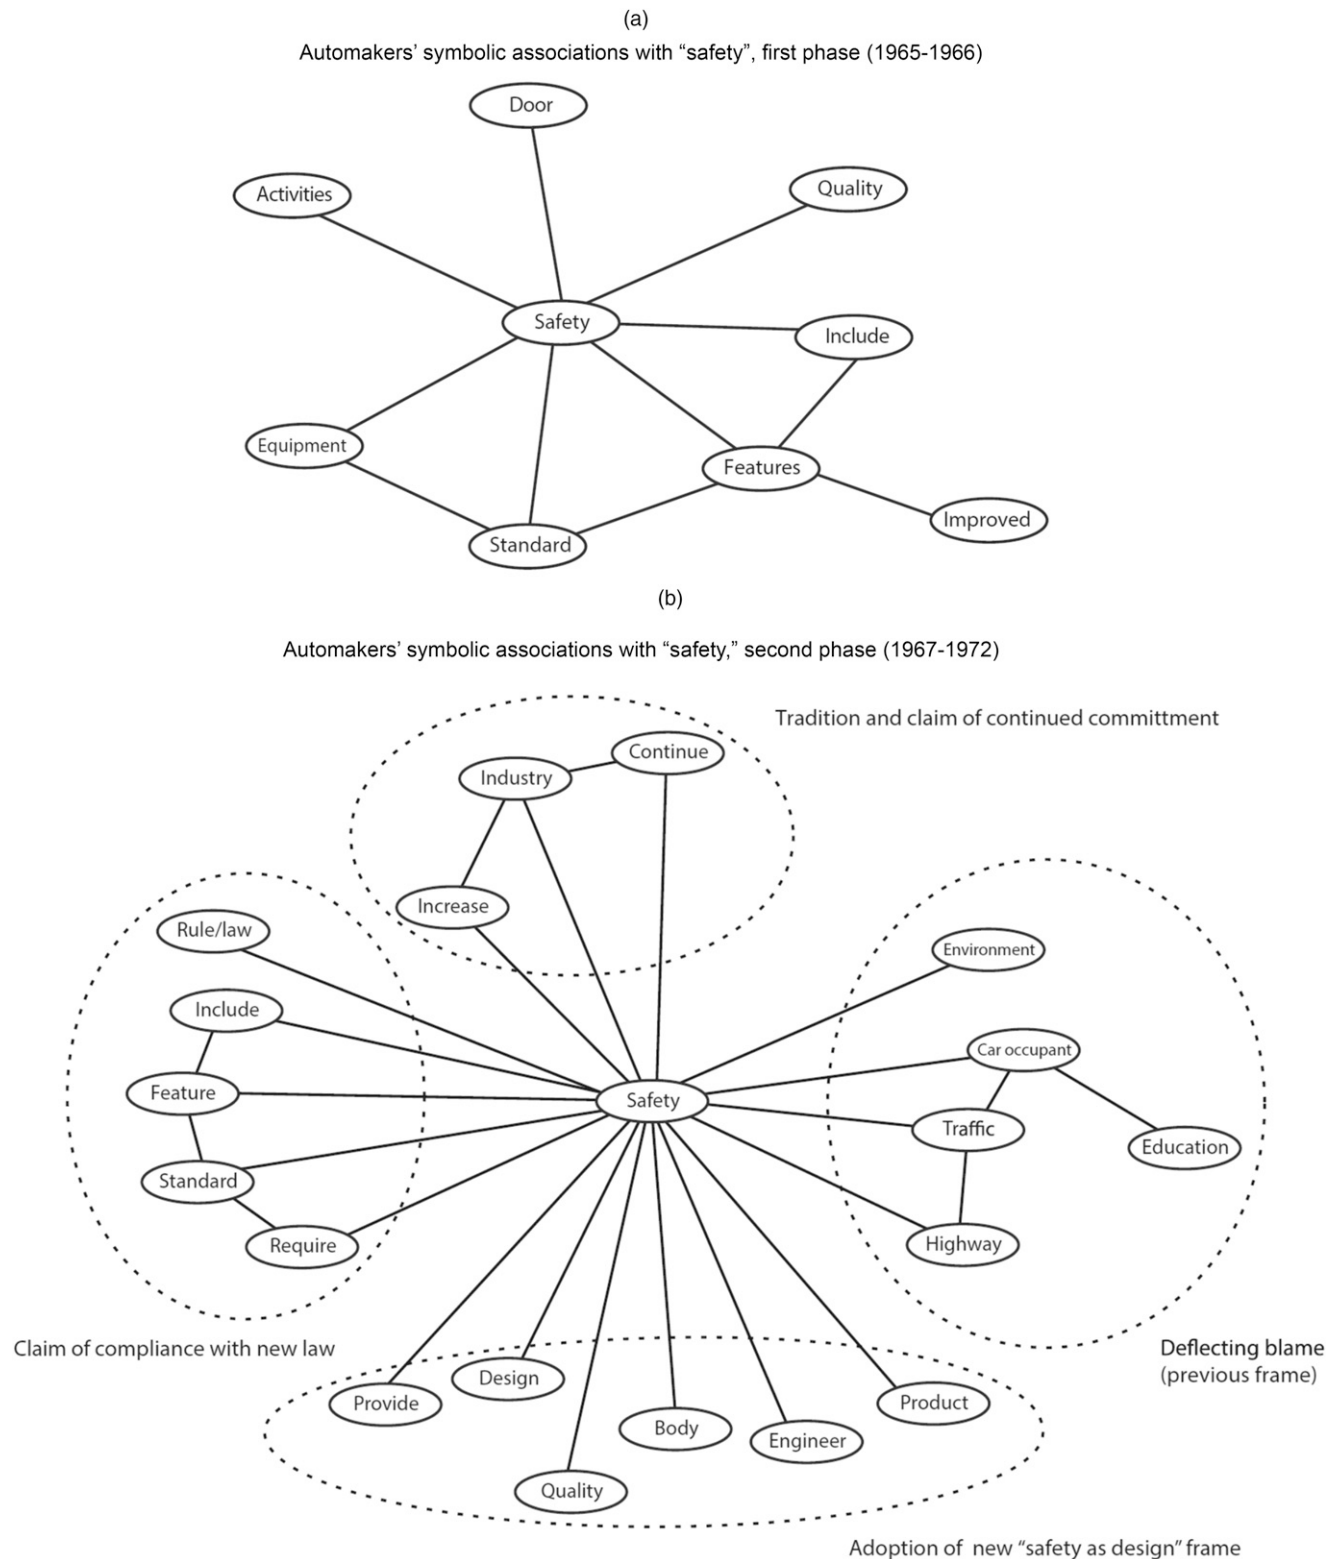 (a)
Automakers’ symbolic associations with “safety”, first phase (1965-1966)
Door
Activities
Quality
Safety
Include
Equipment
Features
Improved
Standard
(b)
Automakers’ symbolic associations with “safety,” second phase (1967-1972)
Tradition and claim of continued committment
Continue
Industry
Increase
Rule/law
Environment
Include
Car occupant
Feature
Safety
Traffic
Education
Standard
Require
Highway
Claim of compliance with new law
Deflecting blame
(previous frame)
Design
Provide
Product
Body
Engineer
Quality
Adoption of new “safety as design” frame